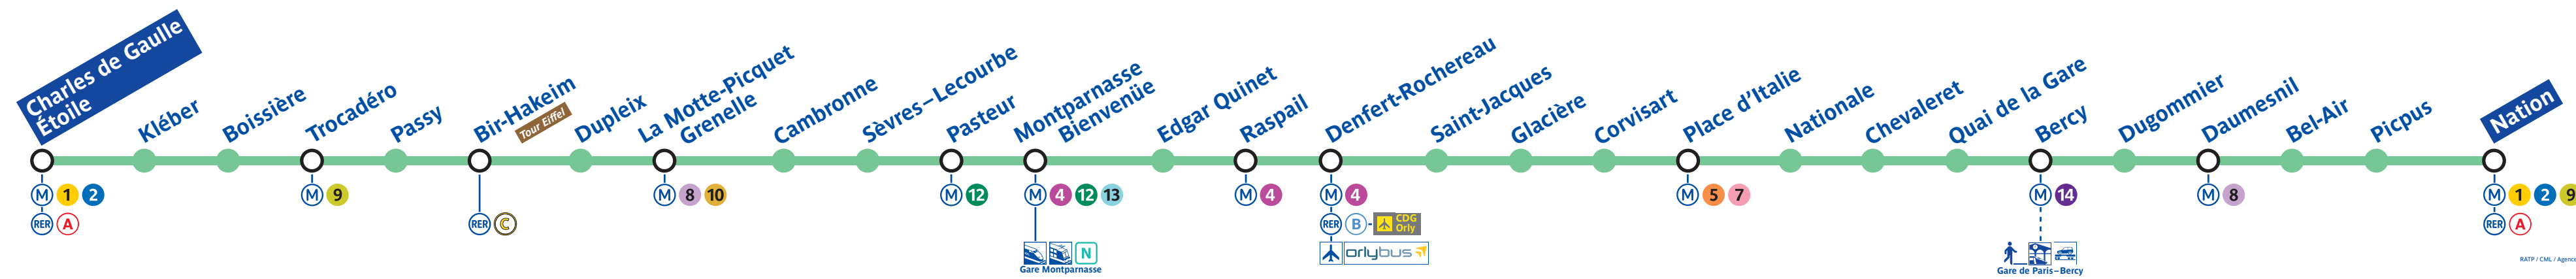 Charles de Gaulle
Étoile
Kléber
Boissière
Trocadéro
Passy
Bir-Hakeim
Tour Eiffel
Dupleix
La Motte-Picquet
Grenelle
Cambronne
Sèvres–Lecourbe
Pasteur
Montparnasse
Bienvenüe
Edgar Quinet
Raspail
Denfert-Rochereau
Saint-Jacques
Glacière
Corvisart
Place d’Italie
Nationale
Chevaleret
Quai de la Gare
Bercy
Dugommier
Daumesnil
Bel-Air
Picpus
Nation
M 1 2
M 9
M 8 10
M 12
M 4 12 13
M 4
M 4
M 5 7
M 14
M 8
M 1 2 9
RER A
RER C
RER B - CDG
Orly
RER A
N
orlybus
Gare Montparnasse
Gare de Paris–Bercy
RATP / CML / Agence